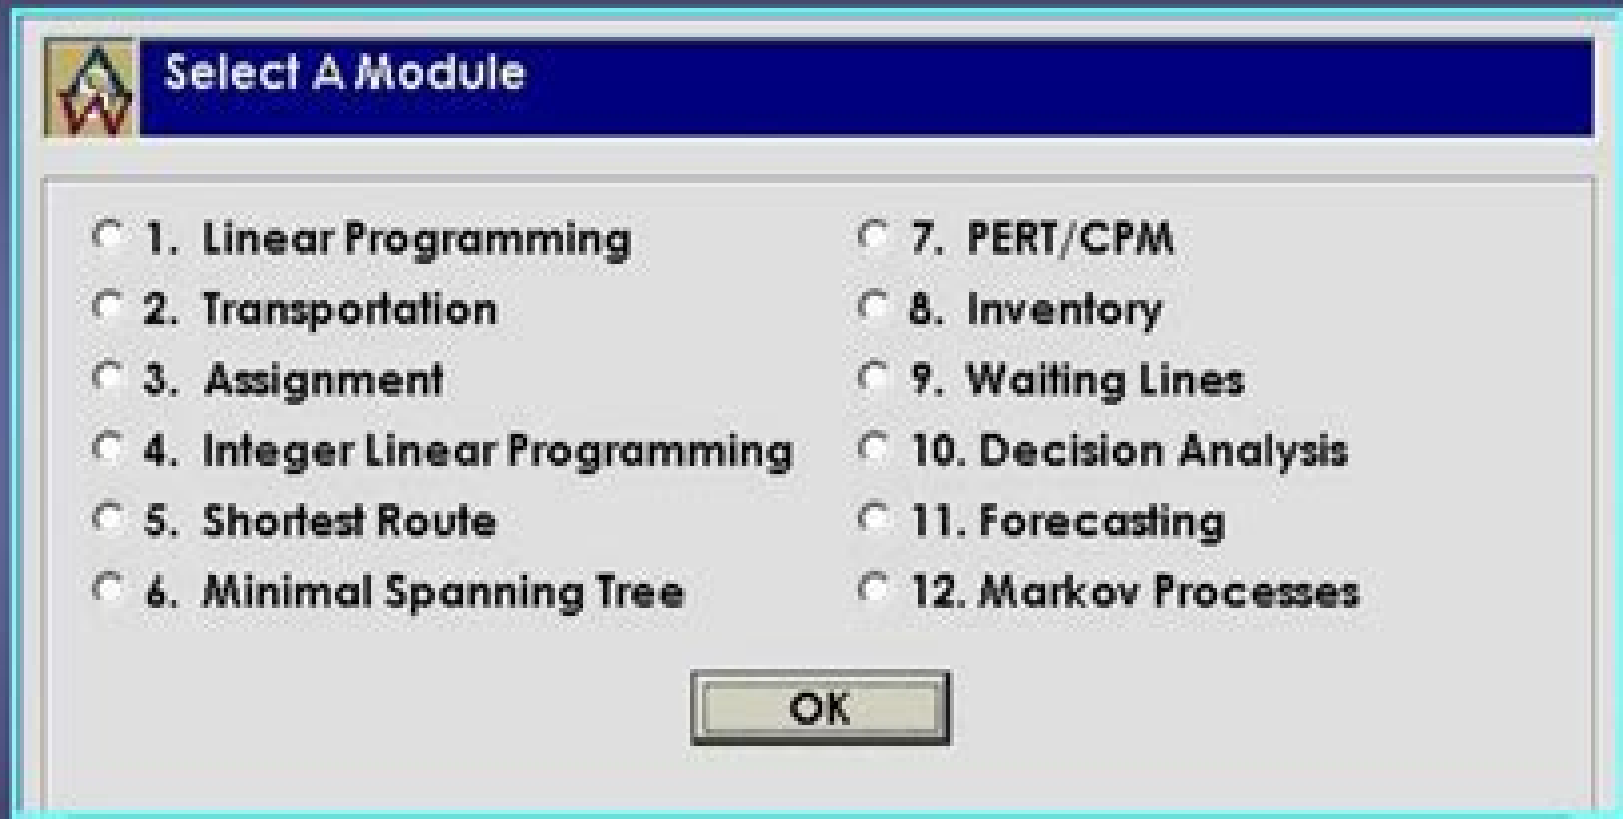 Select A Module
1. Linear Programming
2. Transportation
3. Assignment
4. Integer Linear Programming
5. Shortest Route
6. Minimal Spanning Tree
7. PERT/CPM
8. Inventory
9. Waiting Lines
10. Decision Analysis
11. Forecasting
12. Markov Processes
OK